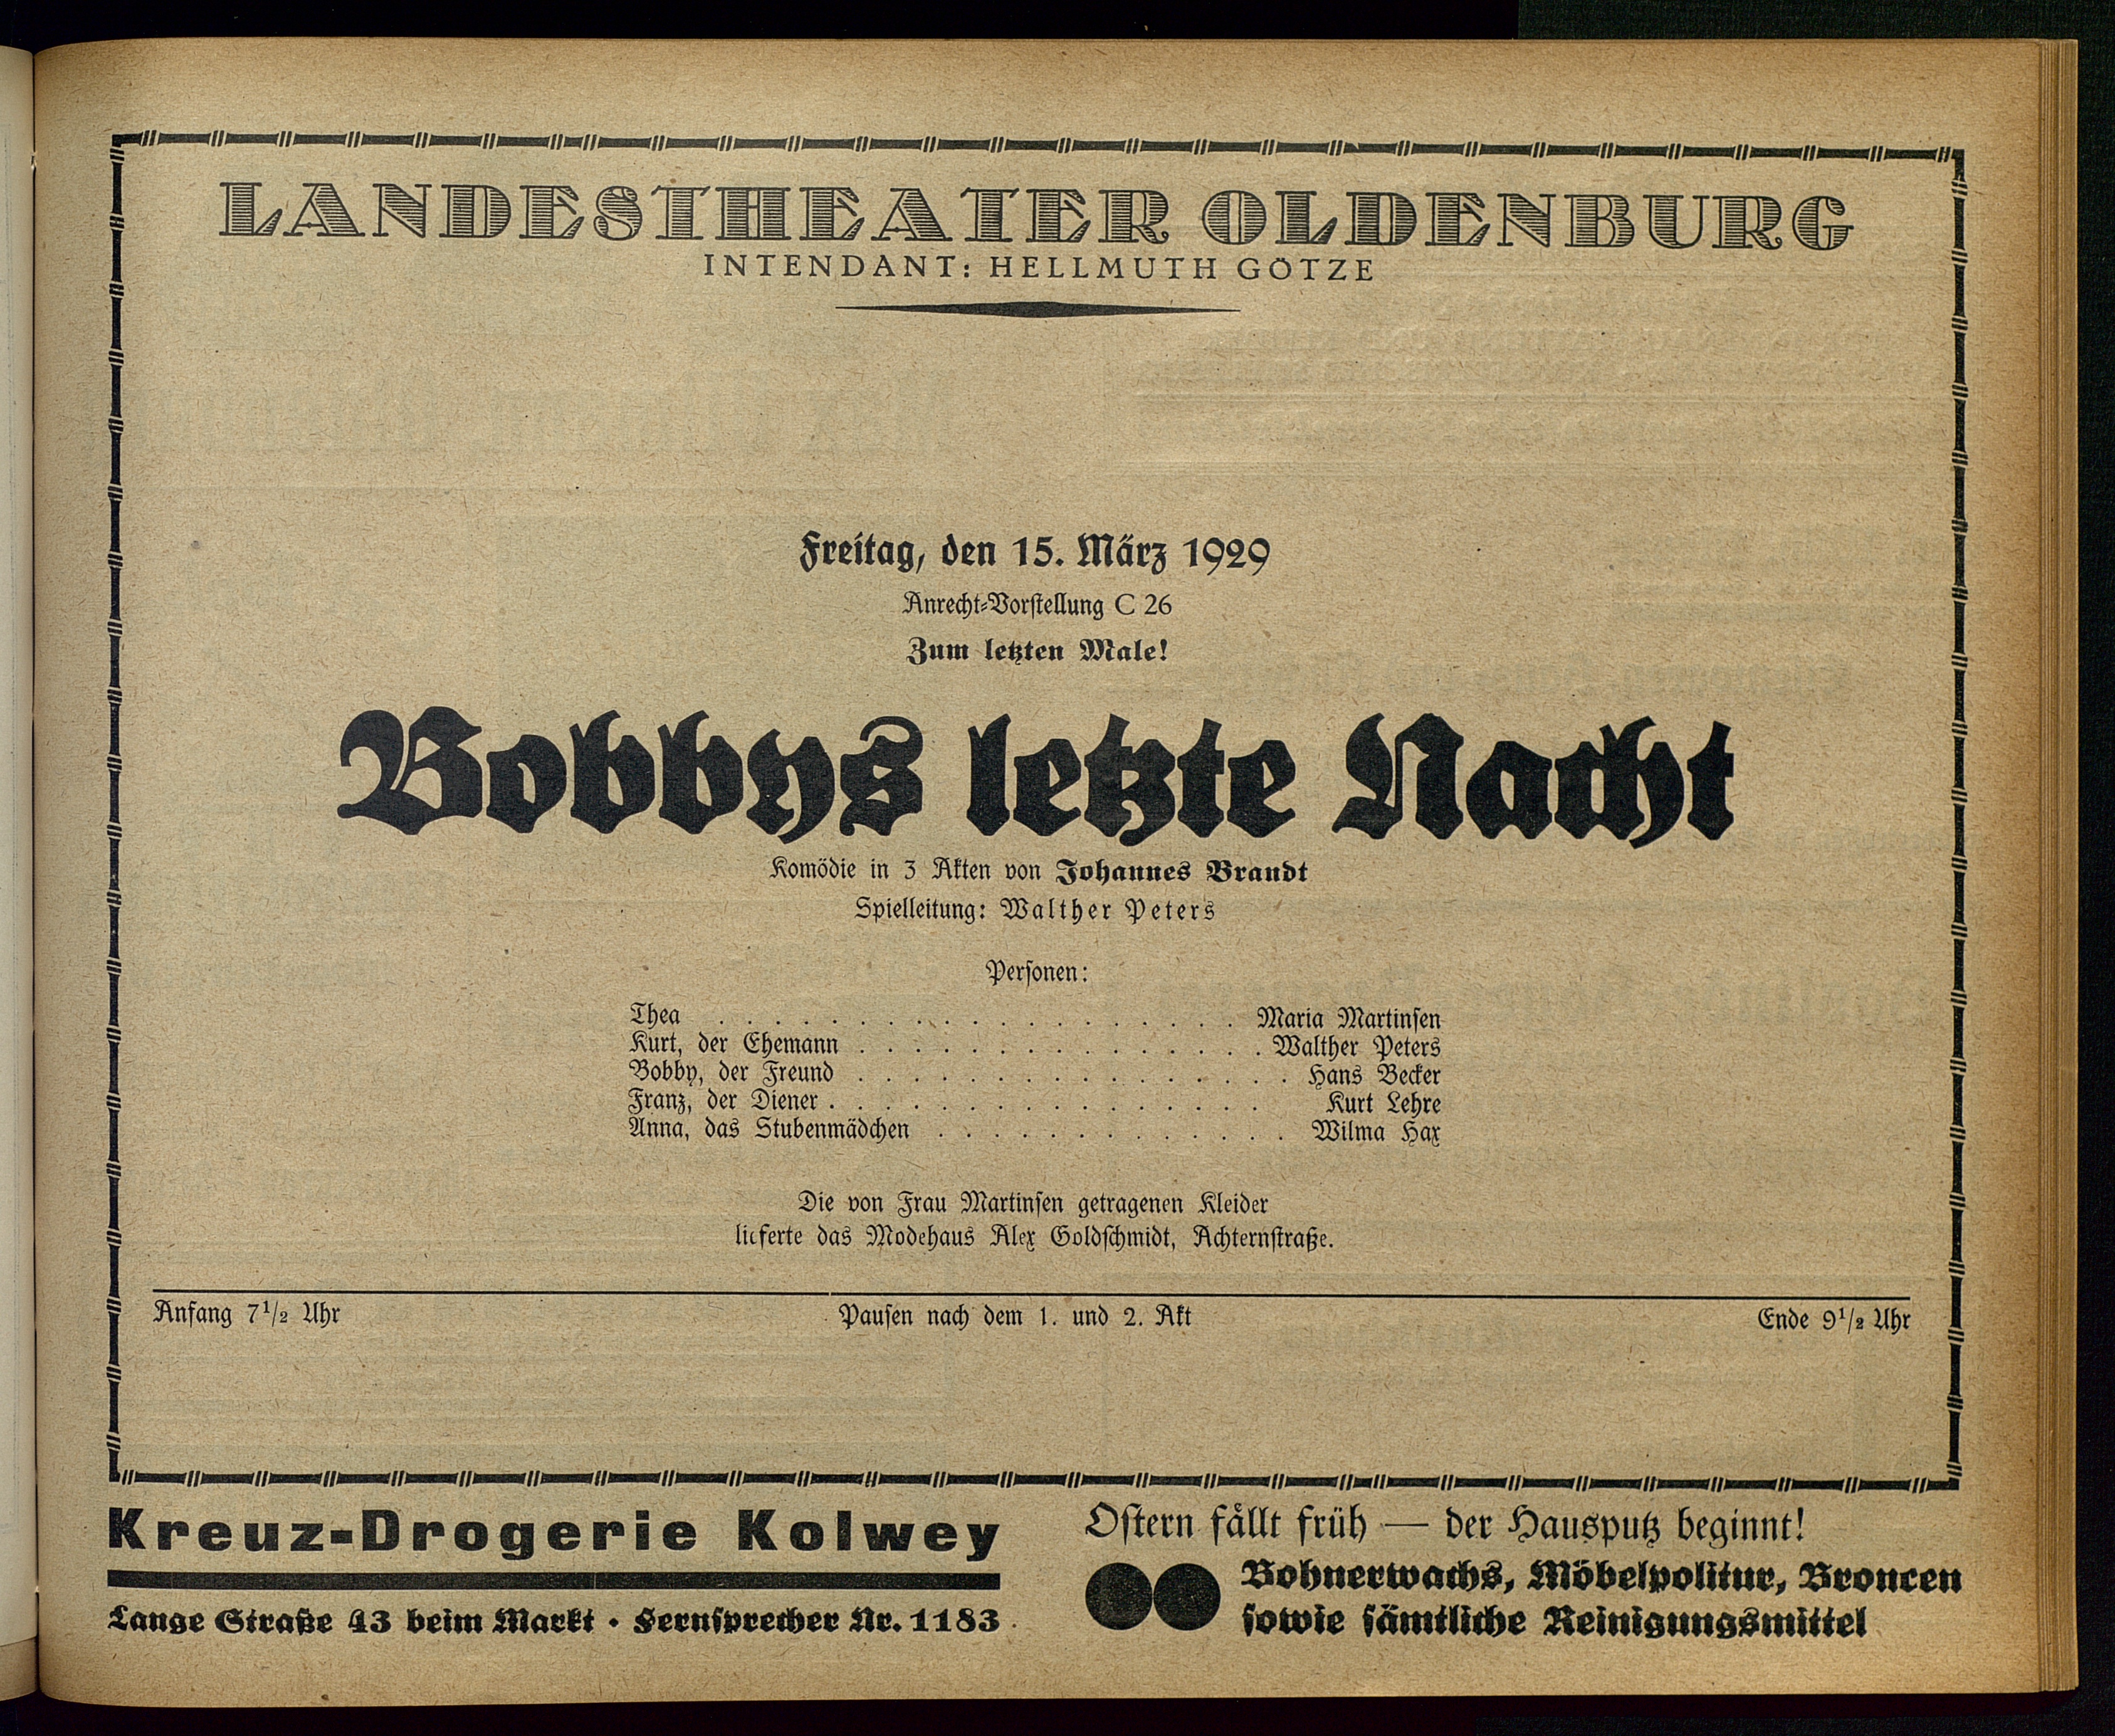 LANDESTHEATER OLDENBURG
INTENDANT: HELLMUTH GÖTZE
Freitag, den 15. März 1929
Anrecht-Vorstellung C 26
Zum letzten Male!
Bobbys letzte Nacht
Komödie in 3 Akten von Johannes Brandt
Spielleitung: Walther Peters
Personen:
Thea . . . . . . . . . . . . . . . . . . . Maria Martinsen
Kurt, der Ehemann . . . . . . . . . . . . . . . Walther Peters
Bobby, der Freund . . . . . . . . . . . . . . . . Hans Becker
Franz, der Diener . . . . . . . . . . . . . . . . Kurt Lehre
Anna, das Stubenmädchen . . . . . . . . . . . . . Wilma Hax
Die von Frau Martinsen getragenen Kleider
lieferte das Modehaus Alex Goldschmidt, Achternstraße.
Anfang 7 1/2 Uhr Pausen nach dem 1. und 2. Akt Ende 9 1/2 Uhr
Kreuz-Drogerie Kolwey
Lange Straße 43 beim Markt · Fernsprecher Nr. 1183
Ostern fällt früh — der Hausputz beginnt!
Bohnerwachs, Möbelpolitur, Broncen
sowie sämtliche Reinigungsmittel